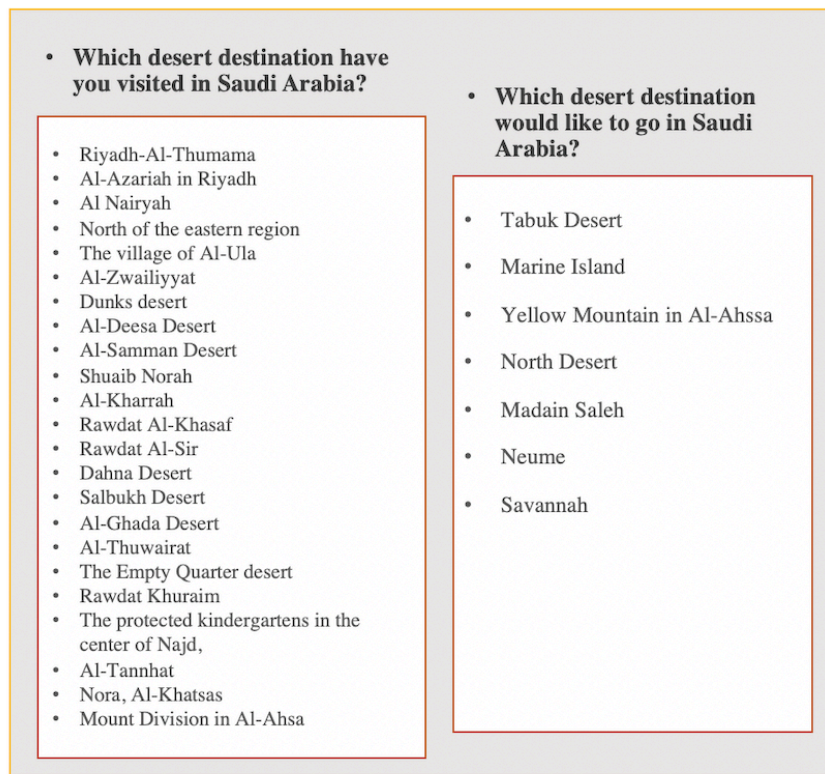 • Which desert destination have
you visited in Saudi Arabia?
• Riyadh-Al-Thumama
• Al-Azariah in Riyadh
• Al Nairyah
• North of the eastern region
• The village of Al-Ula
• Al-Zwailiyyat
• Dunks desert
• Al-Deesa Desert
• Al-Samman Desert
• Shuaib Norah
• Al-Kharrah
• Rawdat Al-Khasaf
• Rawdat Al-Sir
• Dahna Desert
• Salbukh Desert
• Al-Ghada Desert
• Al-Thuwairat
• The Empty Quarter desert
• Rawdat Khuraim
• The protected kindergartens in the
center of Najd,
• Al-Tannhat
• Nora, Al-Khatsas
• Mount Division in Al-Ahsa
• Which desert destination
would like to go in Saudi
Arabia?
• Tabuk Desert
• Marine Island
• Yellow Mountain in Al-Ahssa
• North Desert
• Madain Saleh
• Neume
• Savannah